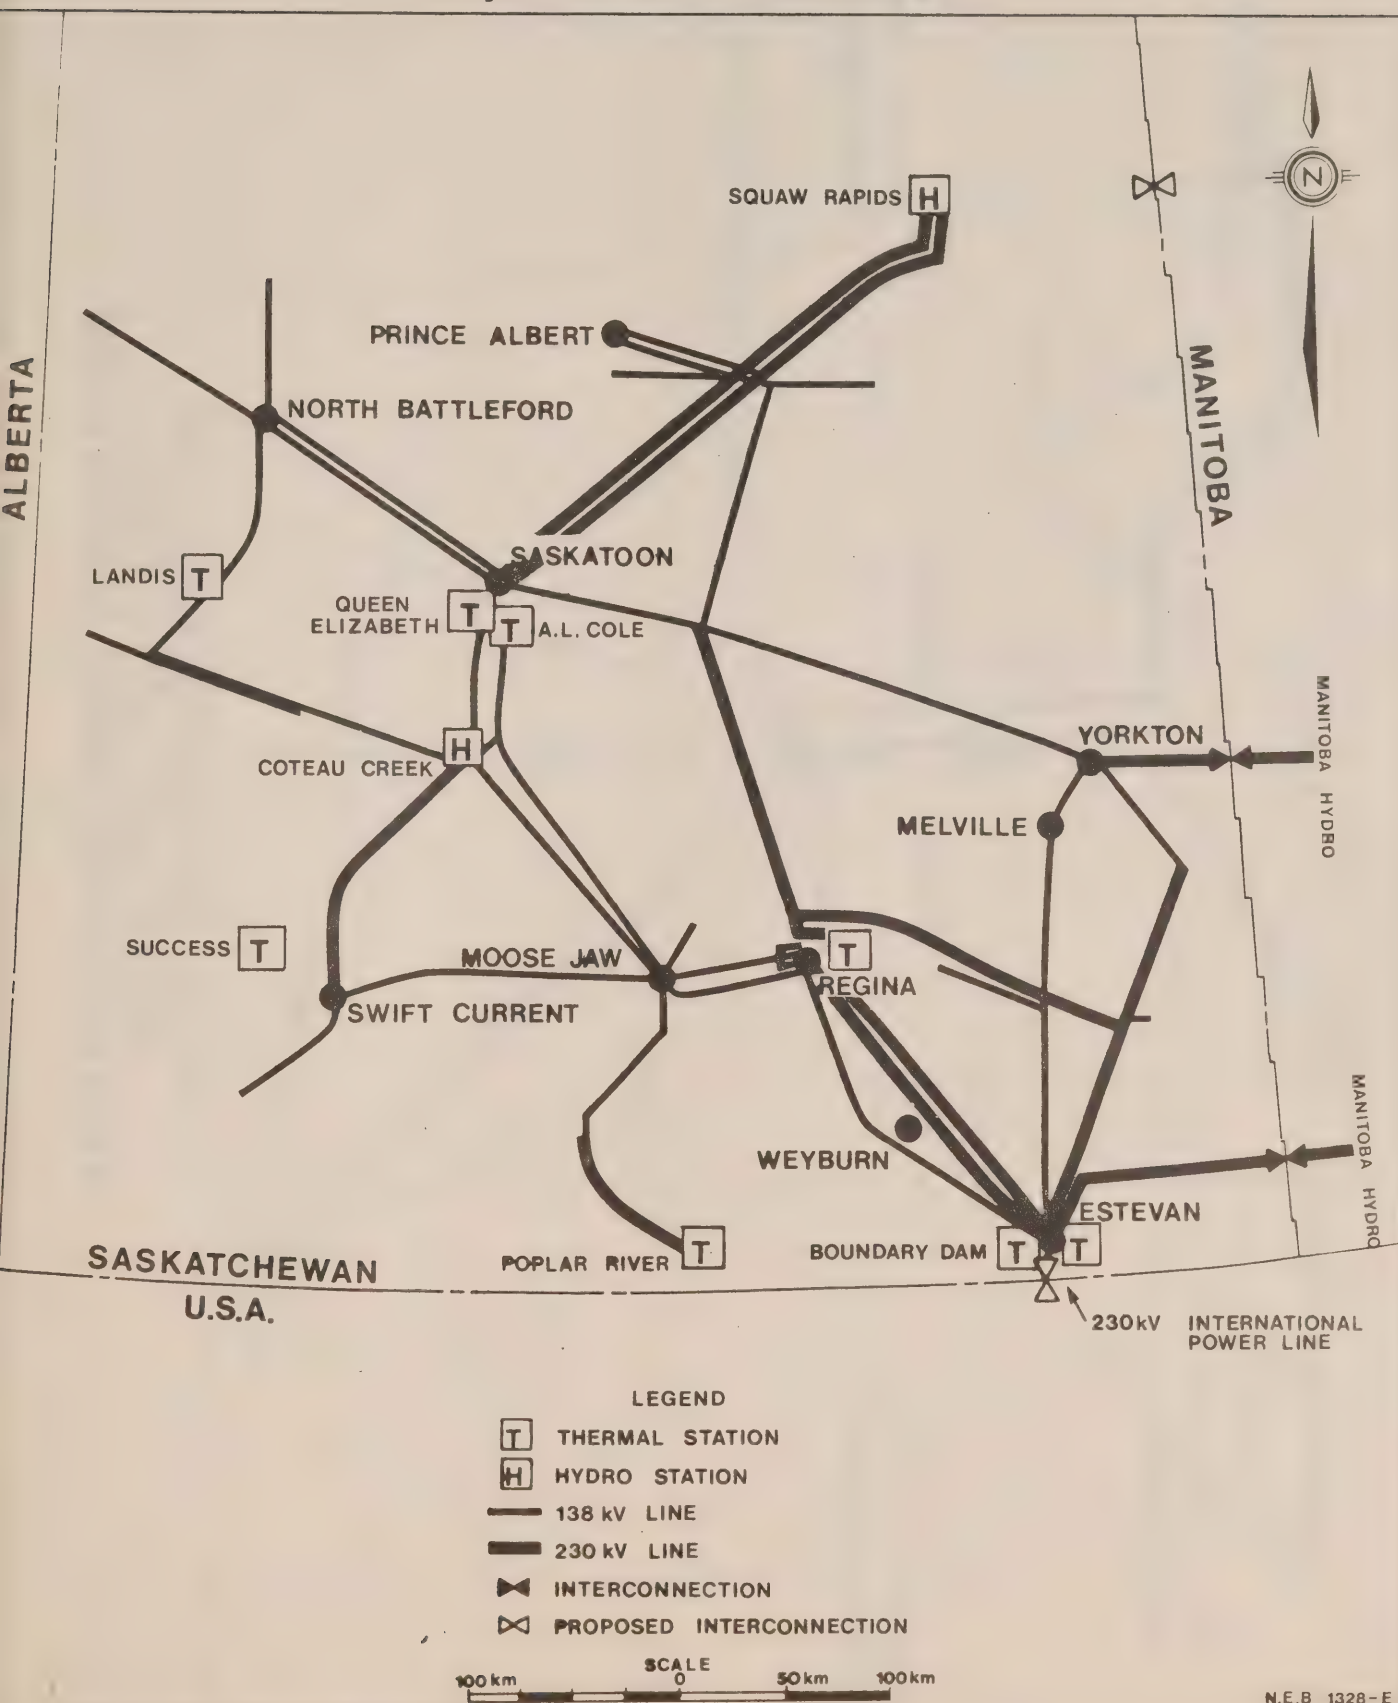 N
SQUAW RAPIDS H
PRINCE ALBERT
MANITOBA
ALBERTA
NORTH BATTLEFORD
SASKATOON
LANDIS T
QUEEN
ELIZABETH T
T A.L. COLE
MANITOBA HYDRO
YORKTON
H
COTEAU CREEK
MELVILLE
SUCCESS T
MOOSE JAW
T
REGINA
SWIFT CURRENT
MANITOBA HYDRO
WEYBURN
ESTEVAN
BOUNDARY DAM T
T
POPLAR RIVER T
SASKATCHEWAN
U.S.A.
230 kV INTERNATIONAL
POWER LINE
LEGEND
T THERMAL STATION
H HYDRO STATION
138 kV LINE
230 kV LINE
INTERCONNECTION
PROPOSED INTERCONNECTION
SCALE
100 km 0 50 km 100 km
N.E.B. 1328-E